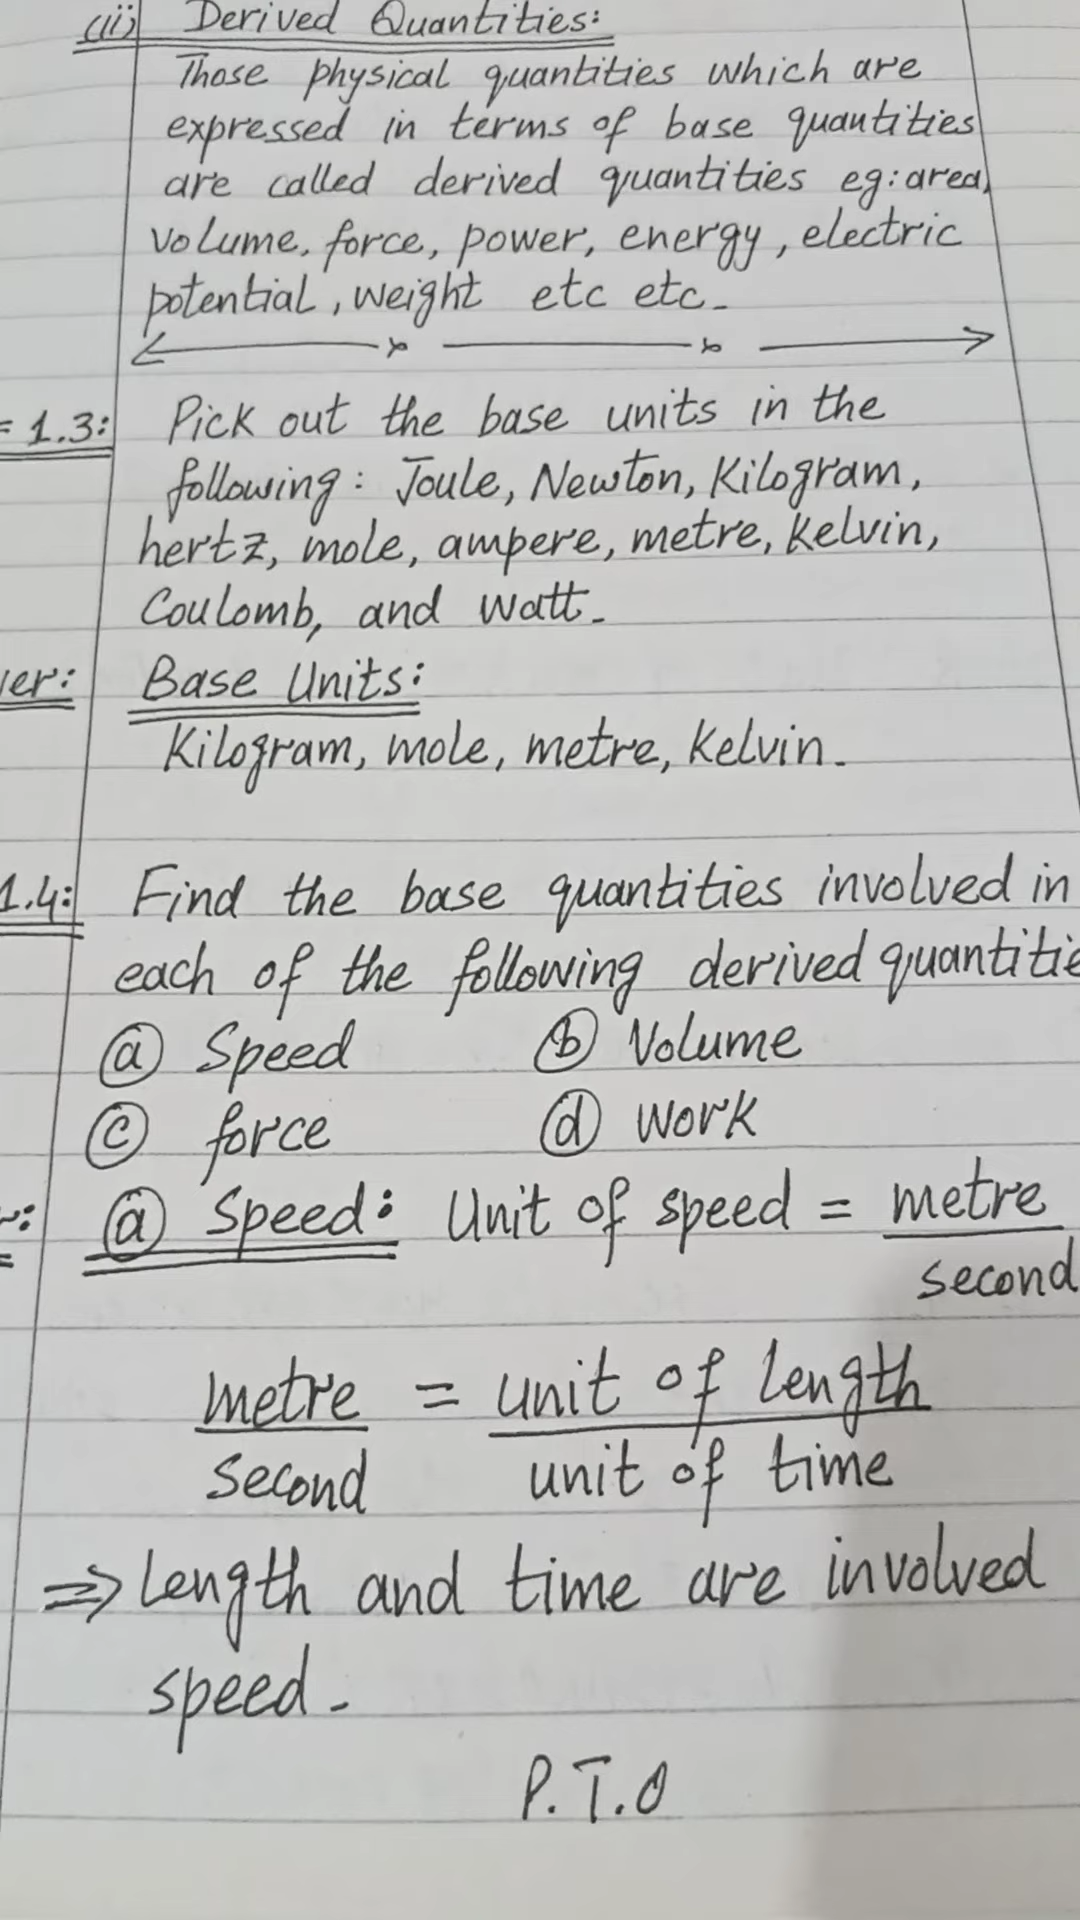 (ii) Derived Quantities:
Those physical quantities which are
expressed in terms of base quantities
are called derived quantities eg: area,
volume, force, power, energy, electric
potential, weight etc etc.
= 1.3: Pick out the base units in the
following: Joule, Newton, Kilogram,
hertz, mole, ampere, metre, Kelvin,
Coulomb, and watt.
er: Base Units:
Kilogram, mole, metre, Kelvin.
1.4: Find the base quantities involved in
each of the following derived quantitie
(a) Speed (b) Volume
(c) force (d) work
: (a) Speed: Unit of speed = metre
second
metre = unit of length
second unit of time
⇒ Length and time are involved
speed.
P.T.O